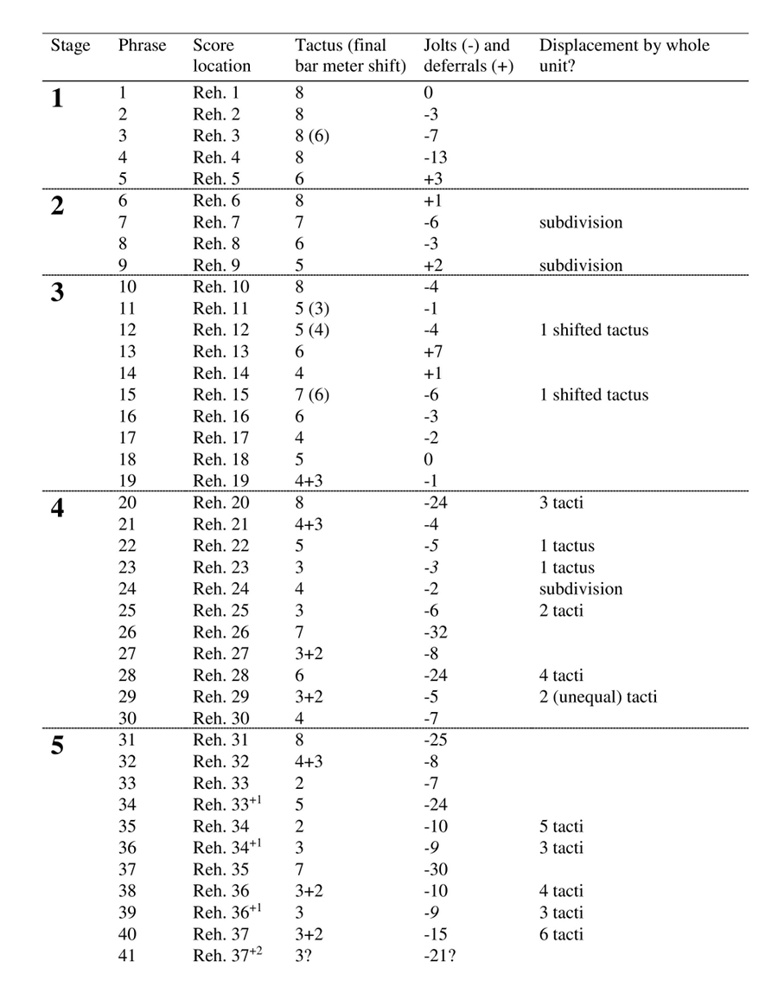 Stage Phrase Score location Tactus (final bar meter shift) Jolts (-) and deferrals (+) Displacement by whole unit?
1 1 Reh. 1 8 0
2 Reh. 2 8 -3
3 Reh. 3 8 (6) -7
4 Reh. 4 8 -13
5 Reh. 5 6 +3
2 6 Reh. 6 8 +1
7 Reh. 7 7 -6 subdivision
8 Reh. 8 6 -3
9 Reh. 9 5 +2 subdivision
3 10 Reh. 10 8 -4
11 Reh. 11 5 (3) -1
12 Reh. 12 5 (4) -4 1 shifted tactus
13 Reh. 13 6 +7
14 Reh. 14 4 +1
15 Reh. 15 7 (6) -6 1 shifted tactus
16 Reh. 16 6 -3
17 Reh. 17 4 -2
18 Reh. 18 5 0
19 Reh. 19 4+3 -1
4 20 Reh. 20 8 -24 3 tacti
21 Reh. 21 4+3 -4
22 Reh. 22 5 -5 1 tactus
23 Reh. 23 3 -3 1 tactus
24 Reh. 24 4 -2 subdivision
25 Reh. 25 3 -6 2 tacti
26 Reh. 26 7 -32
27 Reh. 27 3+2 -8
28 Reh. 28 6 -24 4 tacti
29 Reh. 29 3+2 -5 2 (unequal) tacti
30 Reh. 30 4 -7
5 31 Reh. 31 8 -25
32 Reh. 32 4+3 -8
33 Reh. 33 2 -7
34 Reh. 33+1 5 -24
35 Reh. 34 2 -10 5 tacti
36 Reh. 34+1 3 -9 3 tacti
37 Reh. 35 7 -30
38 Reh. 36 3+2 -10 4 tacti
39 Reh. 36+1 3 -9 3 tacti
40 Reh. 37 3+2 -15 6 tacti
41 Reh. 37+2 3? -21?